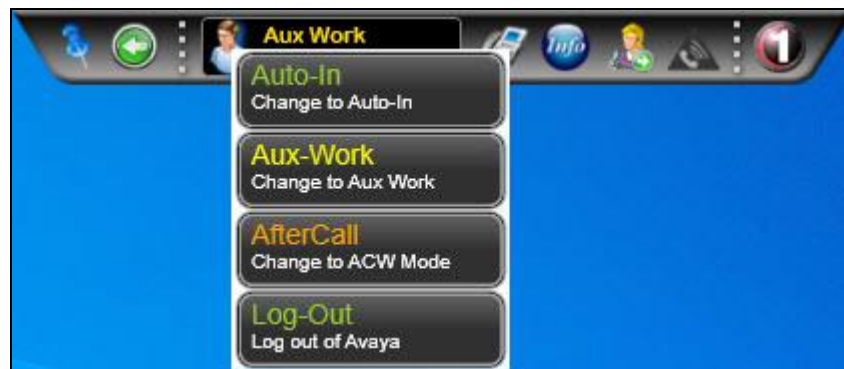 Aux Work
Info
1
Auto-In
Change to Auto-In
Aux-Work
Change to Aux Work
AfterCall
Change to ACW Mode
Log-Out
Log out of Avaya